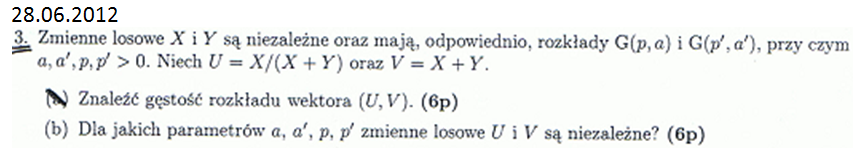 28.06.2012
3. Zmienne losowe X i Y są niezależne oraz mają, odpowiednio, rozkłady G(p, a) i G(p′, a′), przy czym
a, a′, p, p′ > 0. Niech U = X/(X + Y) oraz V = X + Y.
(a) Znaleźć gęstość rozkładu wektora (U, V). (6p)
(b) Dla jakich parametrów a, a′, p, p′ zmienne losowe U i V są niezależne? (6p)